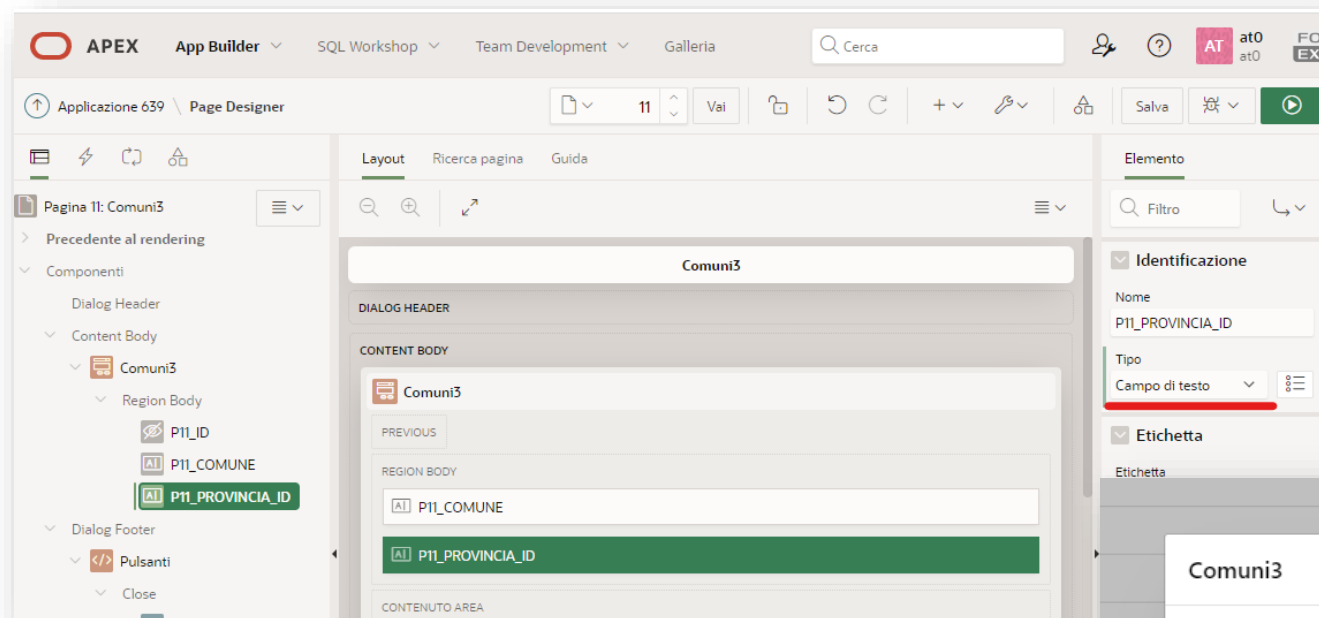 APEX App Builder SQL Workshop Team Development Galleria Cerca AT at0
at0
Applicazione 639 \ Page Designer 11 Vai Salva
Layout Ricerca pagina Guida Elemento
Pagina 11: Comuni3 Filtro
Precedente al rendering
Componenti
Dialog Header
Content Body
Comuni3
Region Body
P11_ID
P11_COMUNE
P11_PROVINCIA_ID
Dialog Footer
Pulsanti
Close
Comuni3
DIALOG HEADER
CONTENT BODY
Comuni3
PREVIOUS
REGION BODY
P11_COMUNE
P11_PROVINCIA_ID
CONTENUTO AREA
Identificazione
Nome
P11_PROVINCIA_ID
Tipo
Campo di testo
Etichetta
Etichetta
Comuni3